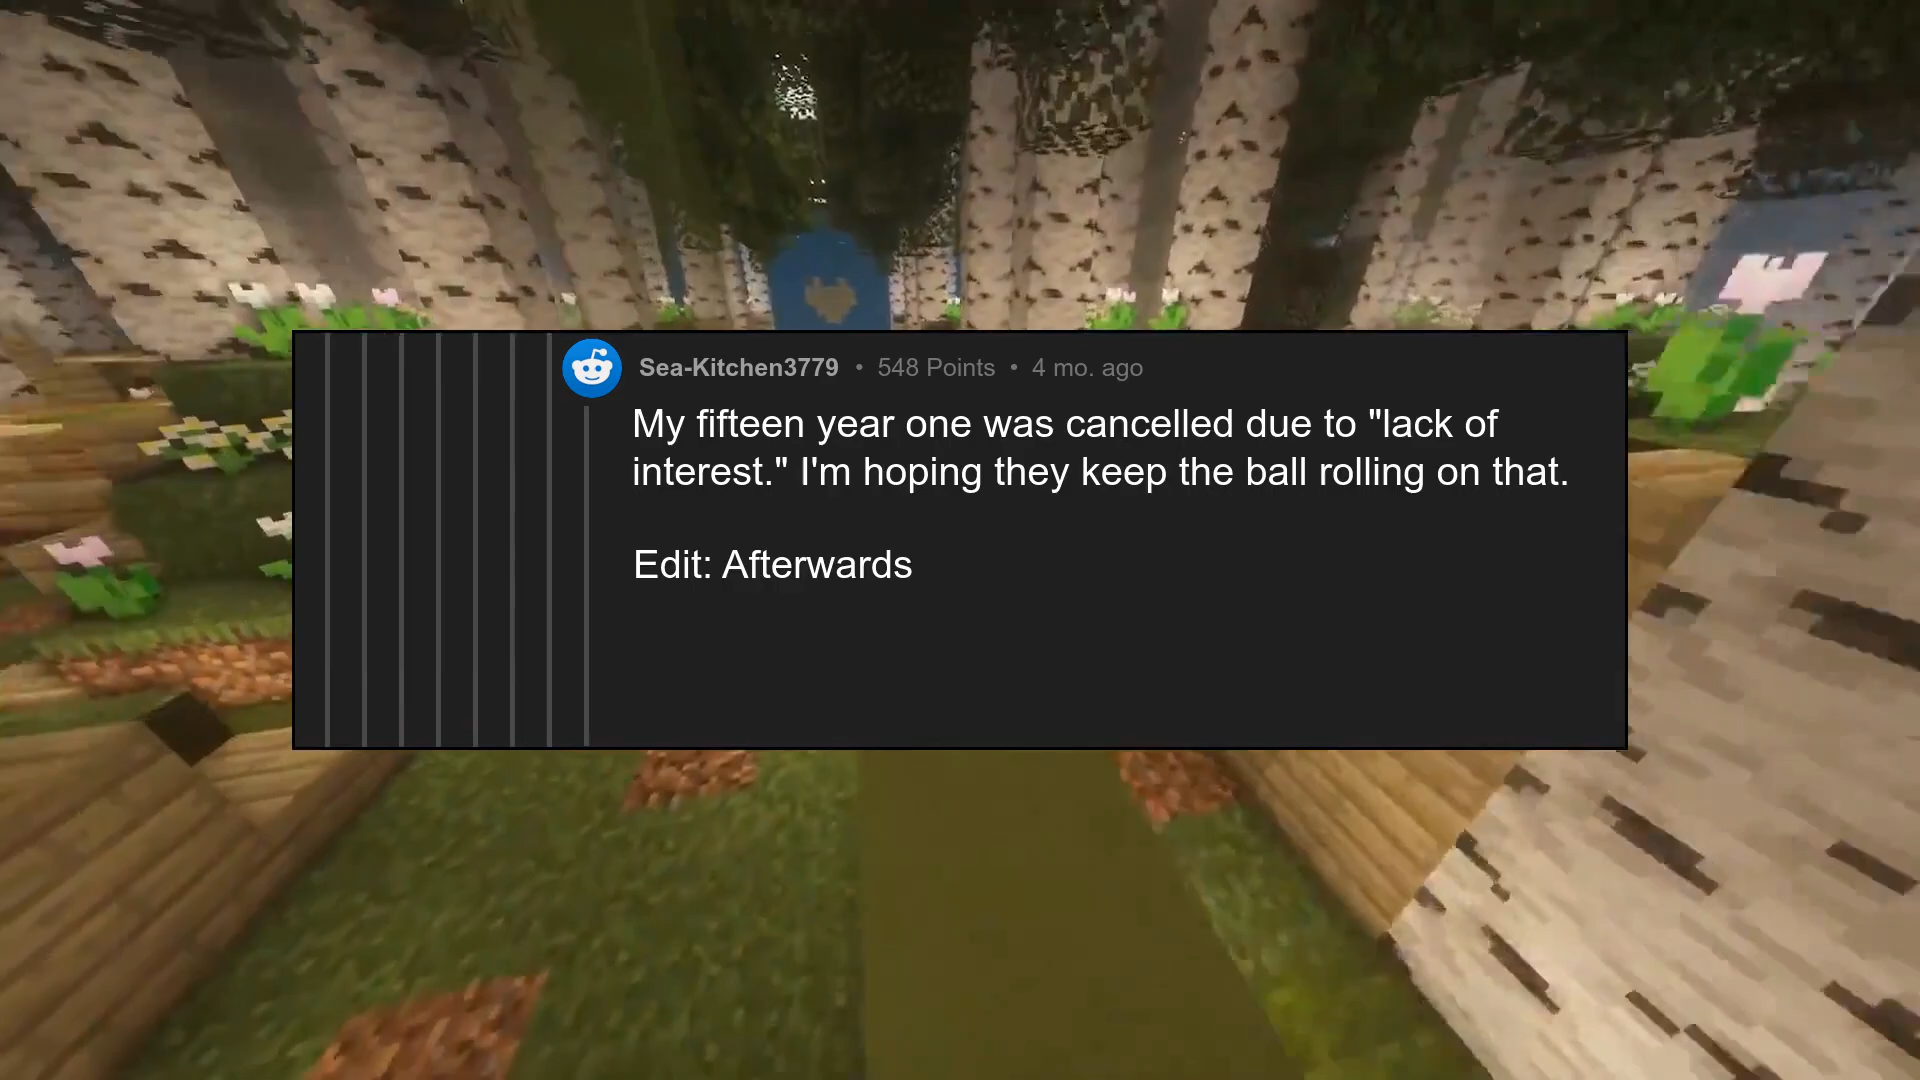 Sea-Kitchen3779 • 548 Points • 4 mo. ago
My fifteen year one was cancelled due to "lack of
interest." I'm hoping they keep the ball rolling on that.
Edit: Afterwards